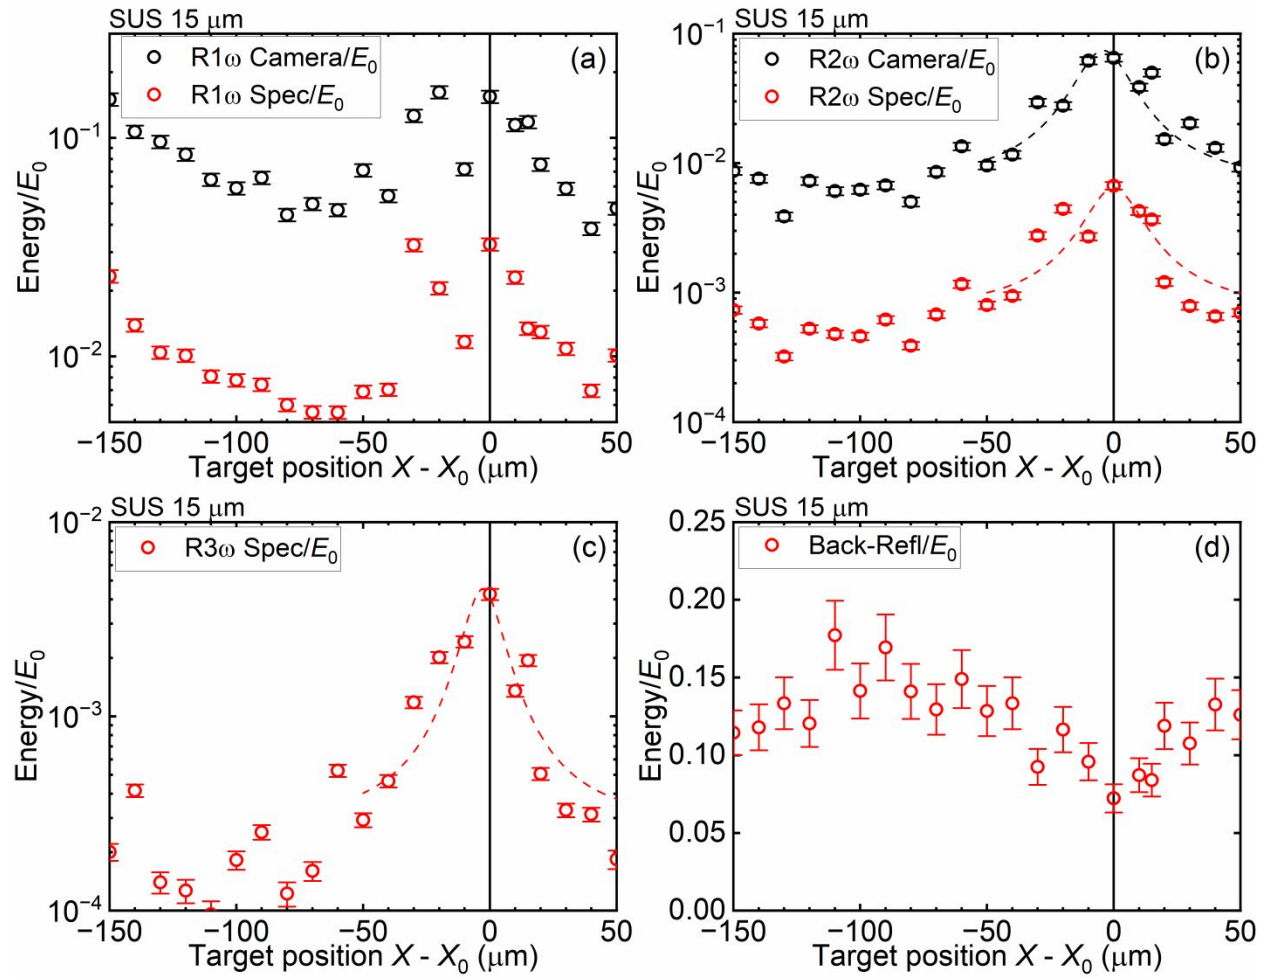 SUS 15 μm
R1ω Camera/E₀
R1ω Spec/E₀
(a)
Energy/E₀
10⁻¹
10⁻²
−150
−100
−50
0
50
Target position X - X₀ (μm)
SUS 15 μm
R2ω Camera/E₀
R2ω Spec/E₀
(b)
Energy/E₀
10⁻¹
10⁻²
10⁻³
10⁻⁴
−150
−100
−50
0
50
Target position X - X₀ (μm)
SUS 15 μm
R3ω Spec/E₀
(c)
Energy/E₀
10⁻²
10⁻³
10⁻⁴
−150
−100
−50
0
50
Target position X - X₀ (μm)
SUS 15 μm
Back-Refl/E₀
(d)
Energy/E₀
0.25
0.20
0.15
0.10
0.05
0.00
−150
−100
−50
0
50
Target position X - X₀ (μm)